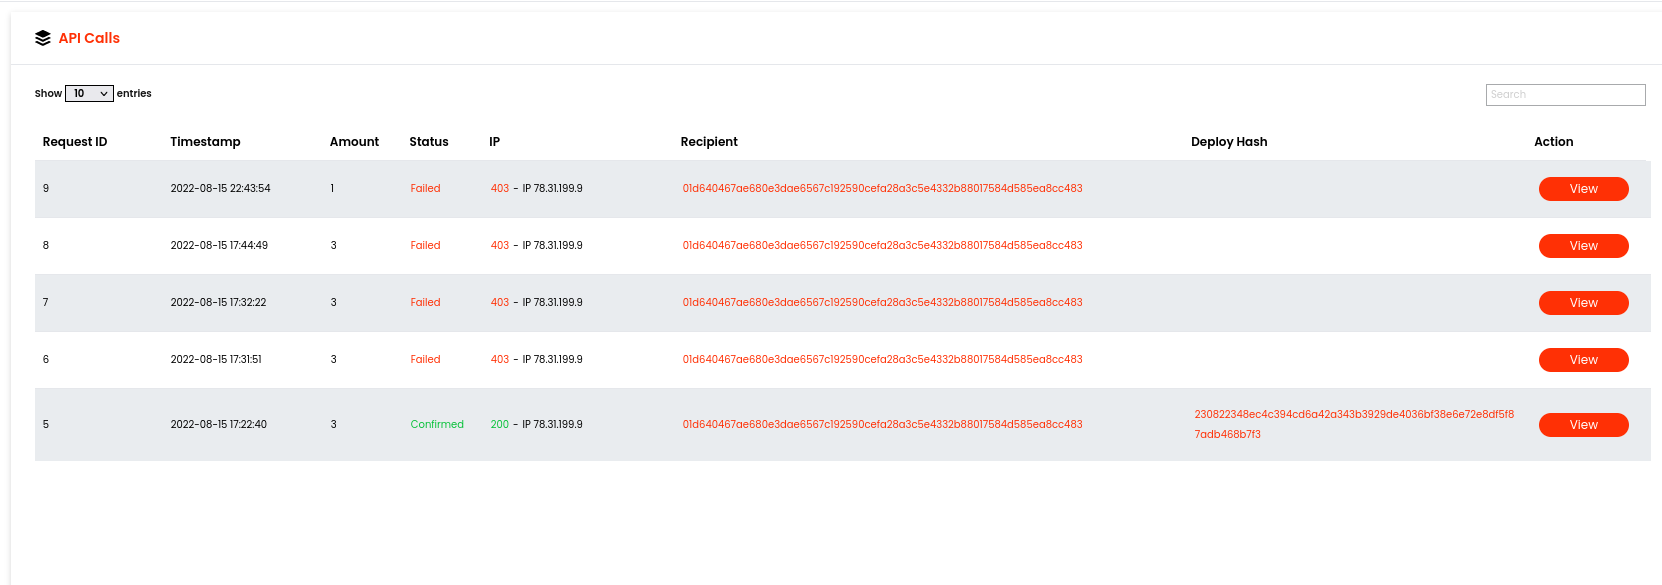 API Calls
Show 10 entries
Search
Request ID Timestamp Amount Status IP Recipient Deploy Hash Action
9 2022-08-15 22:43:54 1 Failed 403 - IP 78.31.199.9 01d640467ae680e3dae6567c192590cefa28a3c5e4332b88017584d585ea8cc483 View
8 2022-08-15 17:44:49 3 Failed 403 - IP 78.31.199.9 01d640467ae680e3dae6567c192590cefa28a3c5e4332b88017584d585ea8cc483 View
7 2022-08-15 17:32:22 3 Failed 403 - IP 78.31.199.9 01d640467ae680e3dae6567c192590cefa28a3c5e4332b88017584d585ea8cc483 View
6 2022-08-15 17:31:51 3 Failed 403 - IP 78.31.199.9 01d640467ae680e3dae6567c192590cefa28a3c5e4332b88017584d585ea8cc483 View
5 2022-08-15 17:22:40 3 Confirmed 200 - IP 78.31.199.9 01d640467ae680e3dae6567c192590cefa28a3c5e4332b88017584d585ea8cc483 230822348ec4c394cd6a42a343b3929de4036bf38e6e72e8df5f8 View
7adb468b7f3